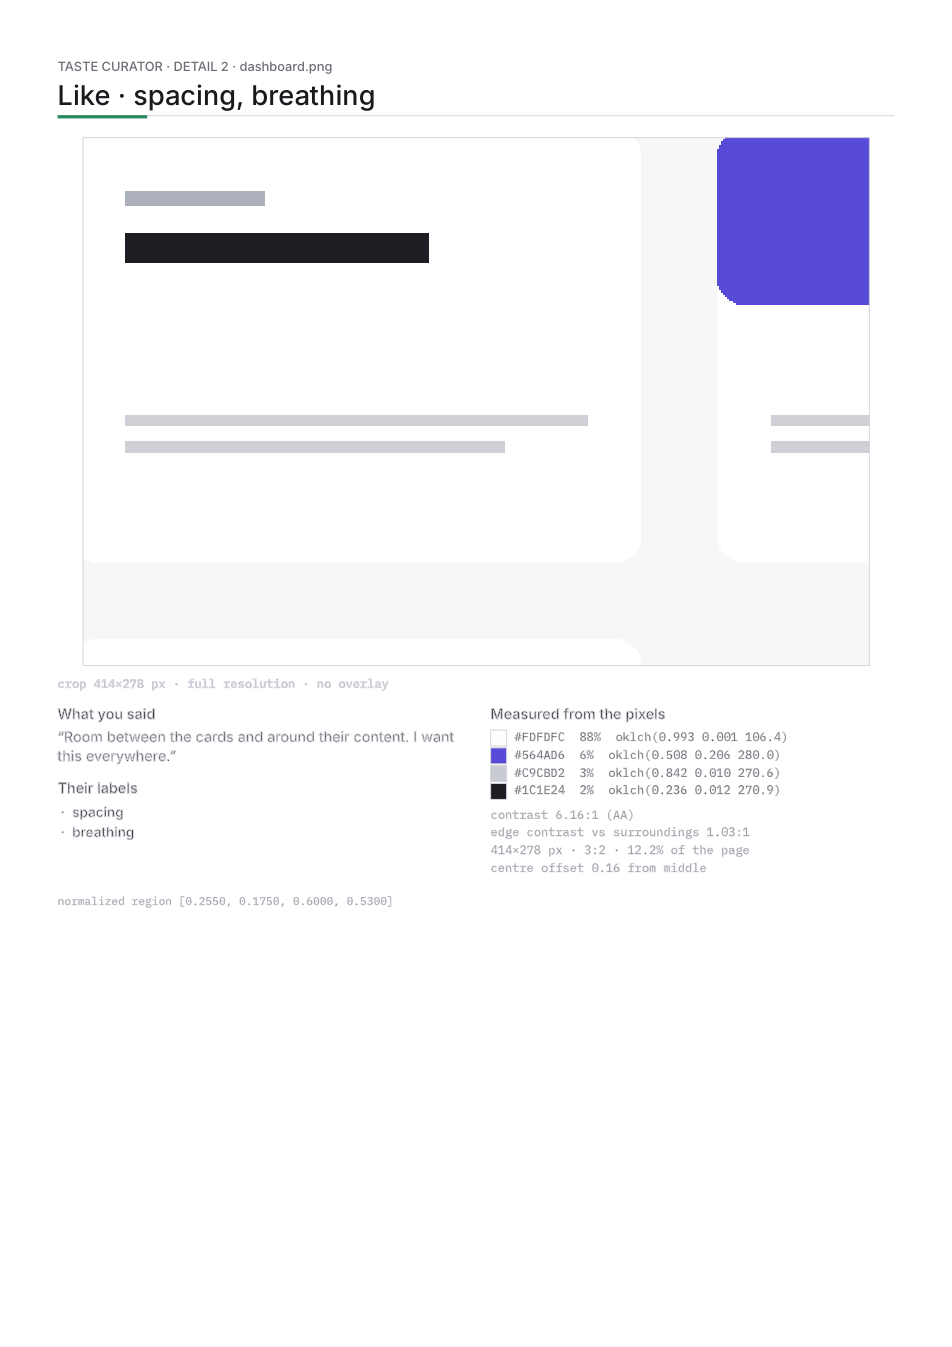 TASTE CURATOR · DETAIL 2 · dashboard.png
Like · spacing, breathing
crop 414×278 px · full resolution · no overlay
What you said
“Room between the cards and around their content. I want
this everywhere.”
Their labels
· spacing
· breathing
Measured from the pixels
#FDFDFC 88% oklch(0.993 0.001 106.4)
#564AD6 6% oklch(0.508 0.206 280.0)
#C9CBD2 3% oklch(0.842 0.010 270.6)
#1C1E24 2% oklch(0.236 0.012 270.9)
contrast 6.16:1 (AA)
edge contrast vs surroundings 1.03:1
414×278 px · 3:2 · 12.2% of the page
centre offset 0.16 from middle
normalized region [0.2550, 0.1750, 0.6000, 0.5300]